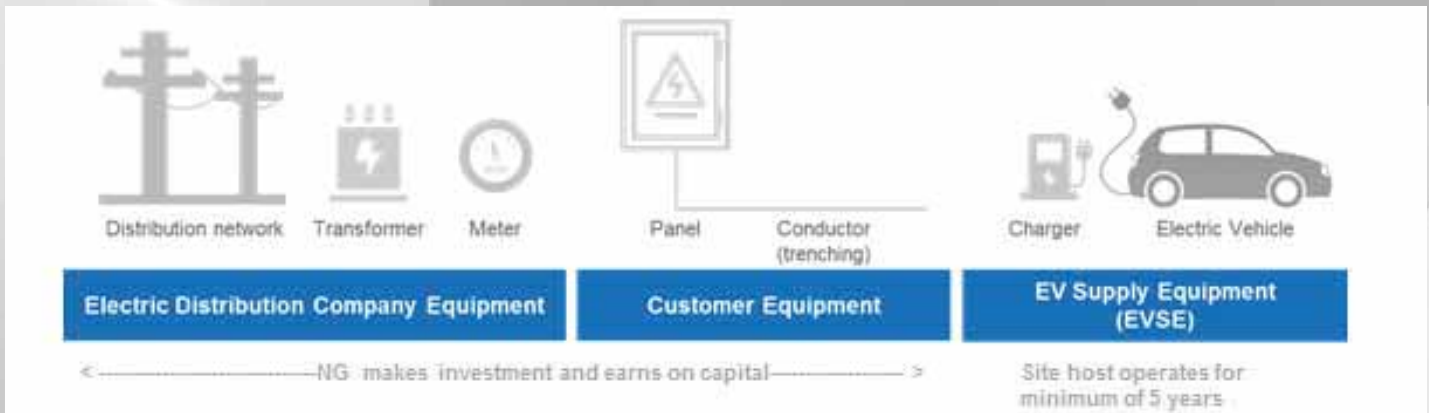 Distribution network
Transformer
Meter
Panel
Conductor
(trenching)
Charger
Electric Vehicle
Electric Distribution Company Equipment
Customer Equipment
EV Supply Equipment
(EVSE)
< -----------------------------NG makes investment and earns on capital------------------ >
Site host operates for
minimum of 5 years